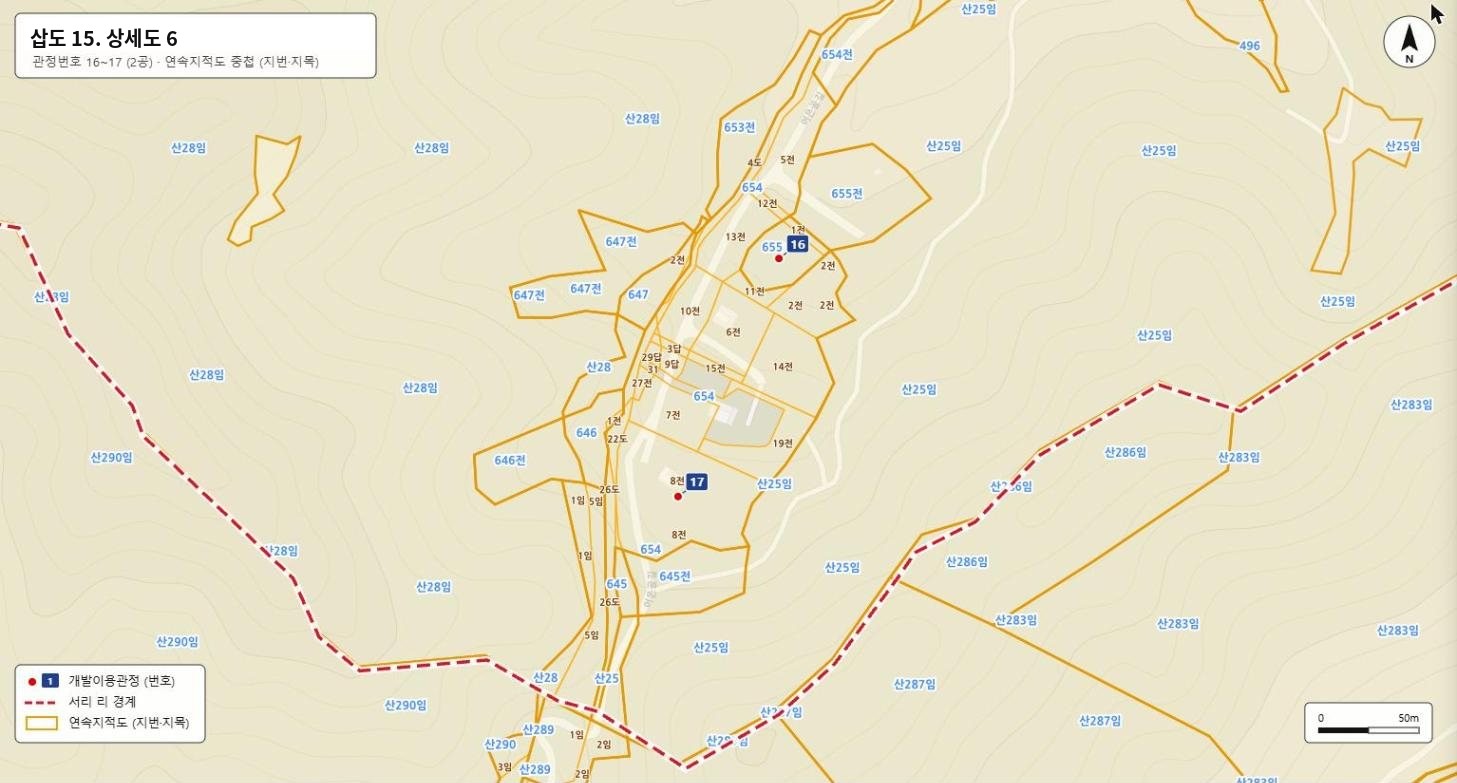 삽도 15. 상세도 6
관정번호 16~17 (2공) · 연속지적도 중첩 (지번·지목)
N
산25임
496
654전
어은골길
산28임
653전
산28임
산28임
산25임
산25임
산25임
4도
5전
654
655전
12전
1전
13전
655
16
647전
2전
2전
647전
647전
647
11전
2전
2전
산25임
10전
6전
산25임
3답
29답
9답
31
15전
14전
산28
산28임
27전
산28임
654
산25임
산283임
7전
1전
646
22도
19전
산290임
646전
산286임
산283임
8전
17
산25임
26도
1임
5임
8전
654
1임
산25임
산286임
645전
645
산28임
26도
산283임
산283임
산283임
5임
산290임
산25임
산28
산25
산287임
산290임
산289
산287임
1임
2임
산290
3임
산289
2임
1
개발이용관정 (번호)
서리 리 경계
연속지적도 (지번·지목)
0
50m